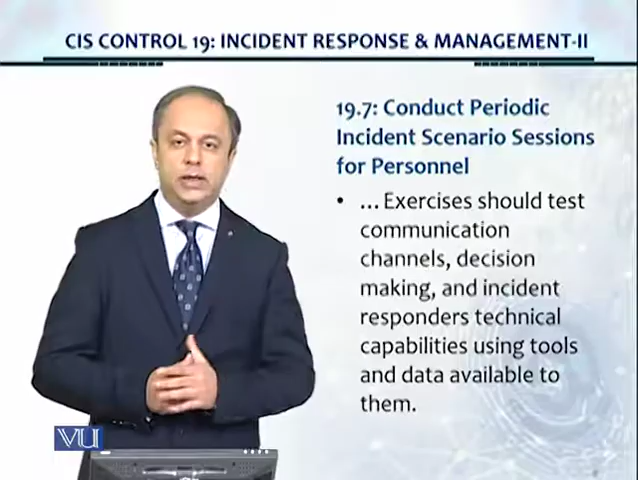 CIS CONTROL 19: INCIDENT RESPONSE & MANAGEMENT-II
19.7: Conduct Periodic
Incident Scenario Sessions
for Personnel
• ... Exercises should test
communication
channels, decision
making, and incident
responders technical
capabilities using tools
and data available to
them.
VU